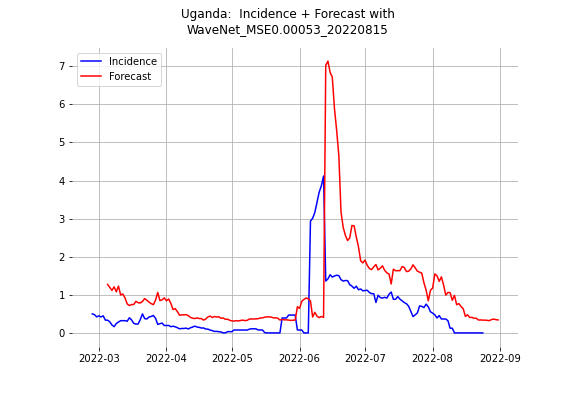 Uganda:  Incidence + Forecast with
WaveNet_MSE0.00053_20220815
Incidence
Forecast
7
6
5
4
3
2
1
0
2022-03 2022-04 2022-05 2022-06 2022-07 2022-08 2022-09